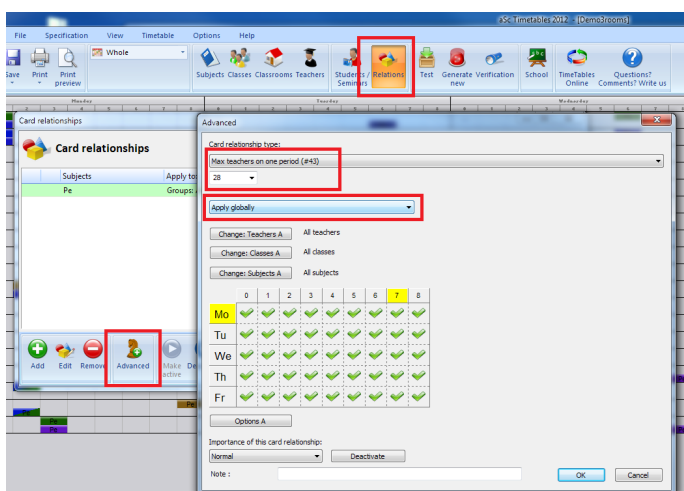 aSc Timetables 2012 - [Demo3rooms]
File Specification View Timetable Options Help
Whole
Save Print Print preview Subjects Classes Classrooms Teachers Students / Seminars Relations Test Generate new Verification School TimeTables Online Questions? Comments? Write us
Monday Tuesday Wednesday
Card relationships
Card relationships
Subjects Apply to:
Pe Groups:
Add Edit Remove Advanced Make active
Pe
Pe
Pe
Pe
Advanced
Card relationship type:
Max teachers on one period (#43)
28
Apply globally
Change: Teachers A All teachers
Change: Classes A All classes
Change: Subjects A All subjects
0 1 2 3 4 5 6 7 8
Mo
Tu
We
Th
Fr
Options A
Importance of this card relationship:
Normal Deactivate
Note :
OK Cancel